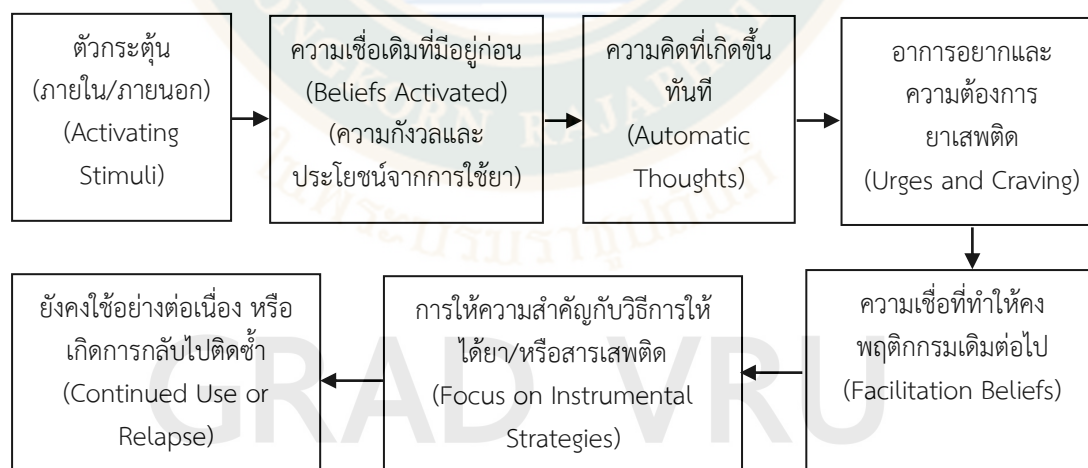 ตัวกระตุ้น
(ภายใน/ภายนอก)
(Activating
Stimuli)
ความเชื่อเดิมที่มีอยู่ก่อน
(Beliefs Activated)
(ความกังวลและ
ประโยชน์จากการใช้ยา)
ความคิดที่เกิดขึ้น
ทันที
(Automatic
Thoughts)
อาการอยากและ
ความต้องการ
ยาเสพติด
(Urges and Craving)
ความเชื่อที่ทำให้คง
พฤติกรรมเดิมต่อไป
(Facilitation Beliefs)
การให้ความสำคัญกับวิธีการให้
ได้ยา/หรือสารเสพติด
(Focus on Instrumental
Strategies)
ยังคงใช้อย่างต่อเนื่อง หรือ
เกิดการกลับไปติดซ้ำ
(Continued Use or
Relapse)
GRAD VRU